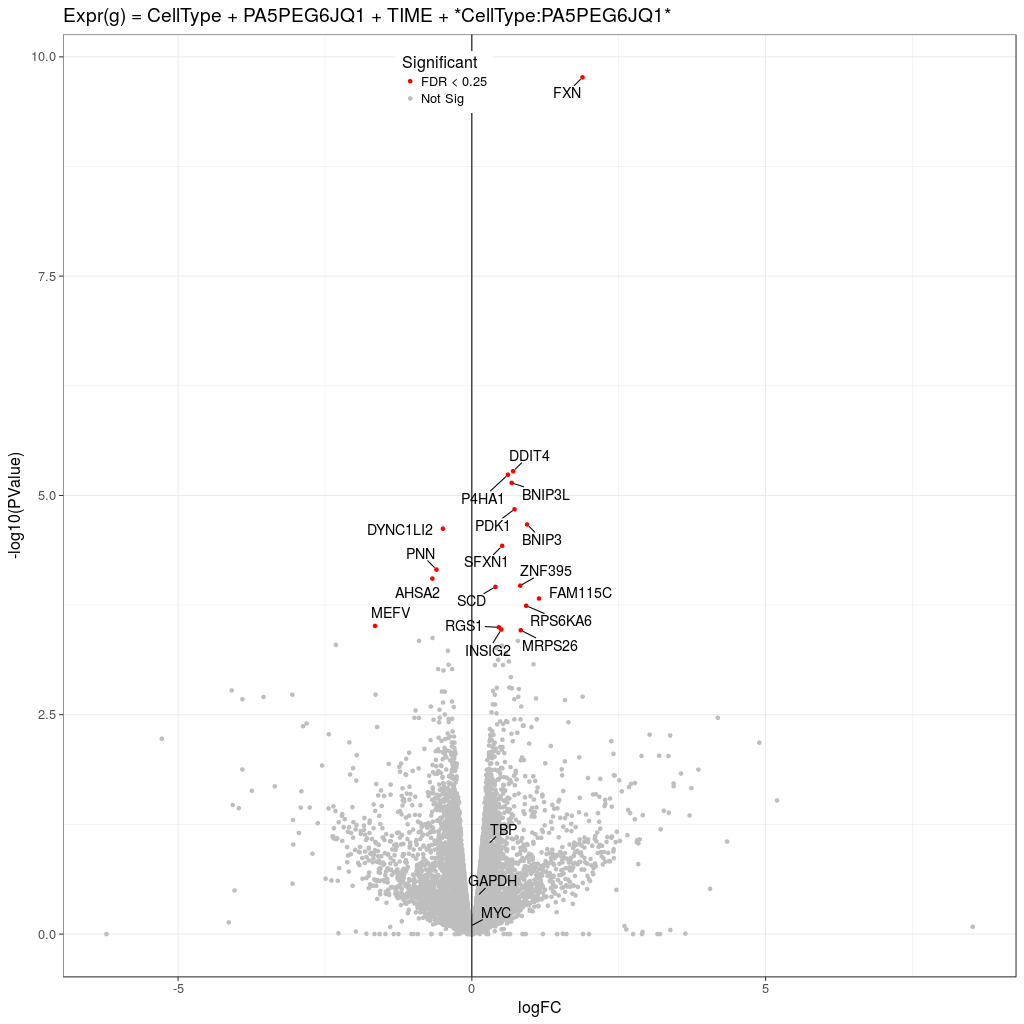 Expr(g) = CellType + PA5PEG6JQ1 + TIME + *CellType:PA5PEG6JQ1*
10.0
Significant
FDR < 0.25
Not Sig
FXN
7.5
DDIT4
5.0
P4HA1
BNIP3L
PDK1
DYNC1LI2
BNIP3
PNN
SFXN1
ZNF395
AHSA2
SCD
FAM115C
MEFV
RGS1
RPS6KA6
INSIG2
MRPS26
2.5
TBP
GAPDH
MYC
0.0
-log10(PValue)
-5
0
5
logFC